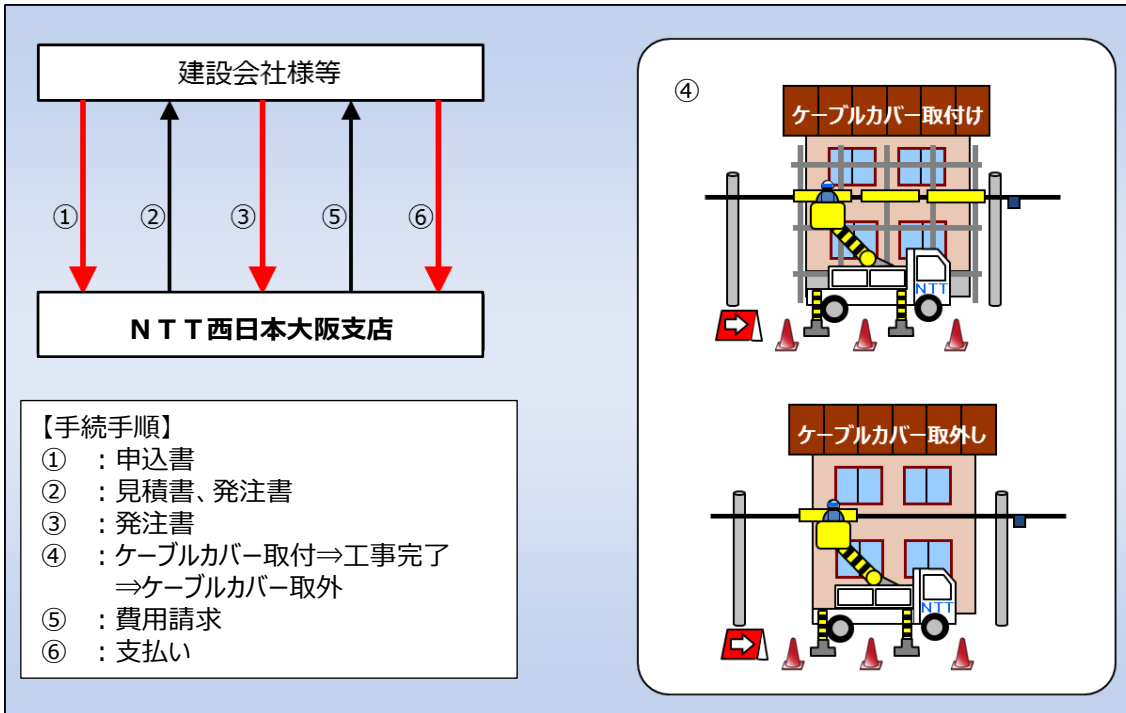 建設会社様等
①
②
③
⑤
⑥
ＮＴＴ西日本大阪支店
【手続手順】
① ：申込書
② ：見積書、発注書
③ ：発注書
④ ：ケーブルカバー取付⇒工事完了
⇒ケーブルカバー取外
⑤ ：費用請求
⑥ ：支払い
④
ケーブルカバー取付け
NTT
ケーブルカバー取外し
NTT